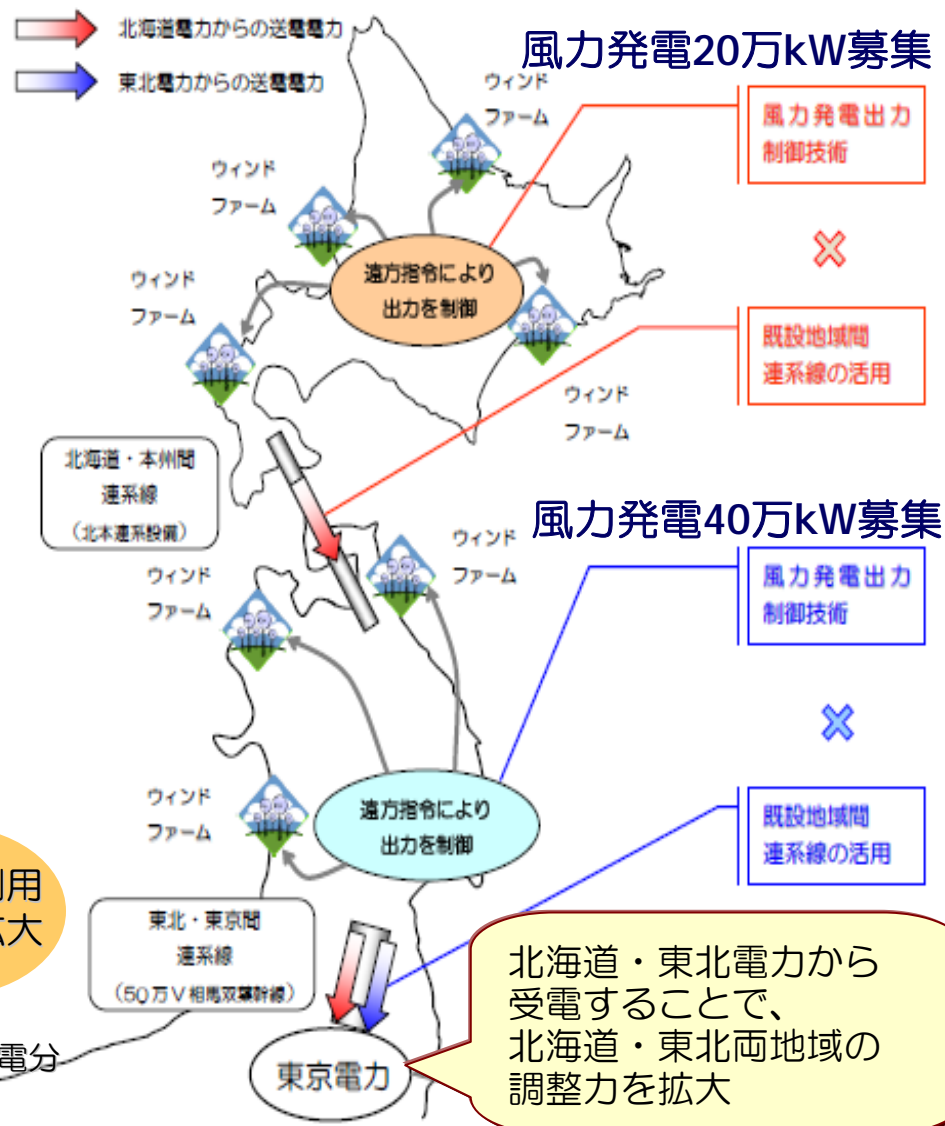 北海道電力からの送電電力
東北電力からの送電電力
風力発電20万kW募集
ウィンド
ファーム
風力発電出力
制御技術
ウィンド
ファーム
遠方指令により
出力を制御
ウィンド
ファーム
既設地域間
連系線の活用
ウィンド
ファーム
北海道・本州間
連系線
(北本連系設備)
風力発電40万kW募集
ウィンド
ファーム
ウィンド
ファーム
風力発電出力
制御技術
ウィンド
ファーム
遠方指令により
出力を制御
既設地域間
連系線の活用
用
大
東北・東京間
連系線
(50万V相馬双葉幹線)
電分
東京電力
北海道・東北電力から
受電することで、
北海道・東北両地域の
調整力を拡大